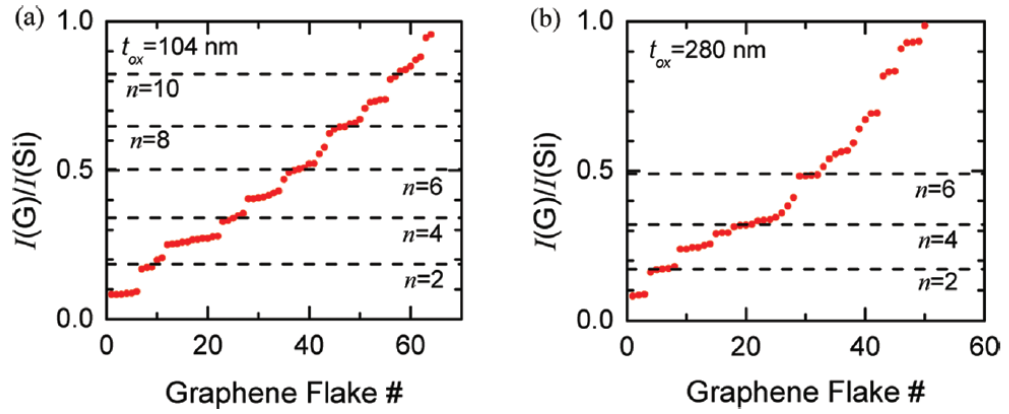 (a)
1.0
t_ox=104 nm
n=10
n=8
0.5
n=6
n=4
n=2
0.0
0 20 40 60
Graphene Flake #
I(G)/I(Si)
(b)
1.0
t_ox=280 nm
0.5
n=6
n=4
n=2
0.0
0 20 40 60
Graphene Flake #
I(G)/I(Si)